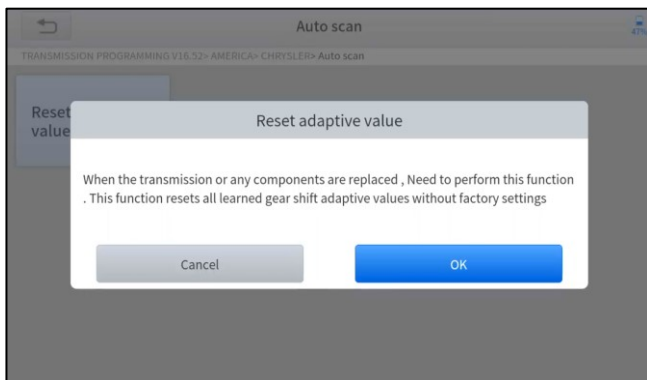 Auto scan
47%
TRANSMISSION PROGRAMMING V16.52> AMERICA> CHRYSLER> Auto scan
Reset
value
Reset adaptive value
When the transmission or any components are replaced , Need to perform this function
. This function resets all learned gear shift adaptive values without factory settings
Cancel
OK